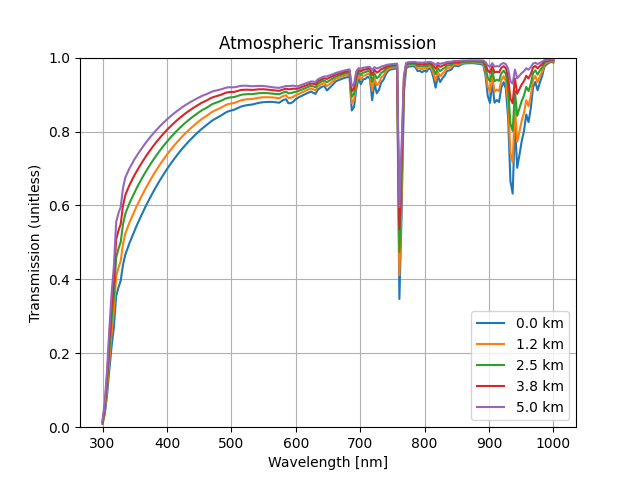 Atmospheric Transmission
Transmission (unitless)
1.0
0.8
0.6
0.4
0.2
0.0
0.0 km
1.2 km
2.5 km
3.8 km
5.0 km
300 400 500 600 700 800 900 1000
Wavelength [nm]